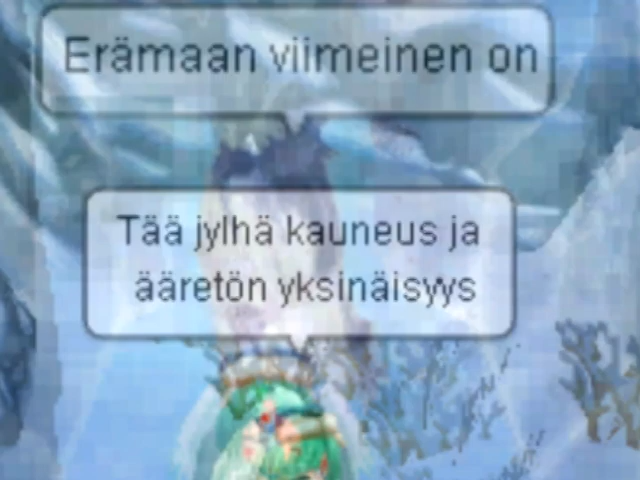 Erämaan viimeinen on
Tää jylhä kauneus ja
ääretön yksinäisyys